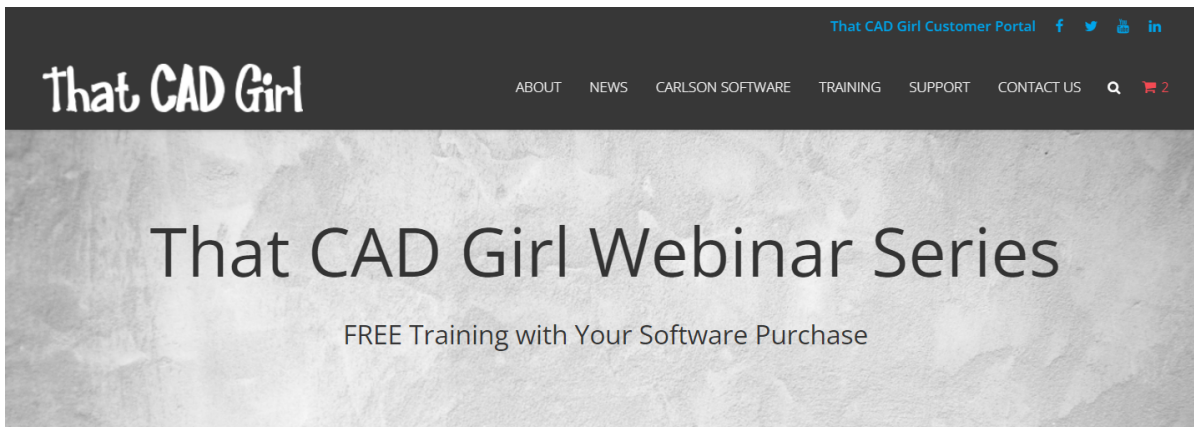 That CAD Girl Customer Portal
That CAD Girl
ABOUT NEWS CARLSON SOFTWARE TRAINING SUPPORT CONTACT US 2
That CAD Girl Webinar Series
FREE Training with Your Software Purchase